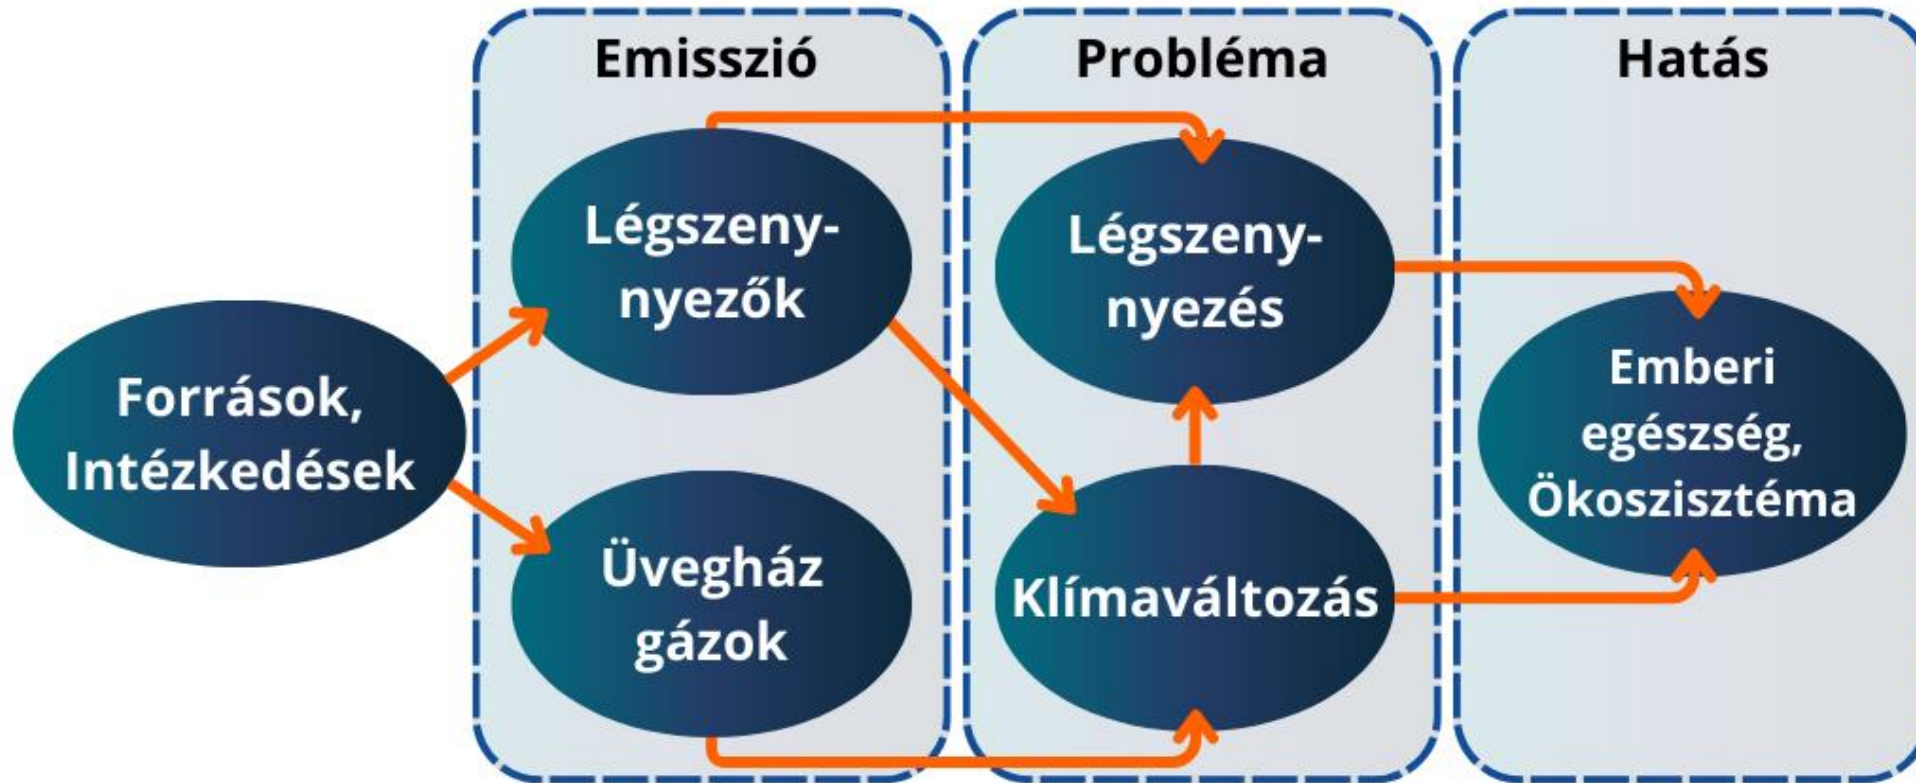 Emisszió
Probléma
Hatás
Források,
Intézkedések
Légszeny-
nyezők
Üvegház
gázok
Légszeny-
nyezés
Klímaváltozás
Emberi
egészség,
Ökoszisztéma